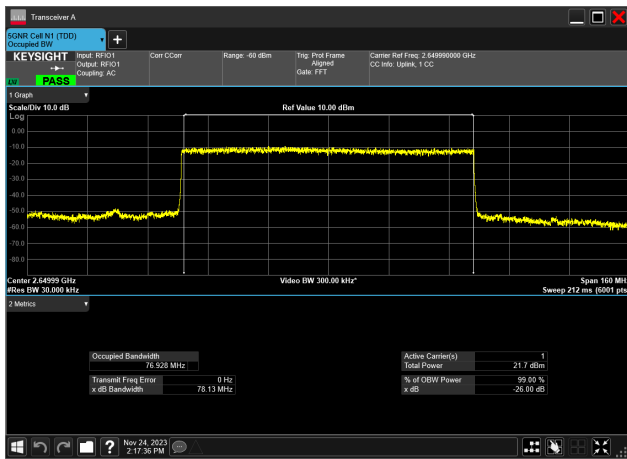 Transceiver A
5GNR Cell N1 (TDD)
Occupied BW
KEYSIGHT
Input: RFIO1
Output: RFIO1
Coupling: AC
Corr CCorr
Range: -60 dBm
Trig: Prot Frame
Aligned
Gate: FFT
Carrier Ref Freq: 2.649990000 GHz
CC Info: Uplink, 1 CC
PASS
1 Graph
Scale/Div 10.0 dB
Ref Value 10.00 dBm
Log
0.00
-10.0
-20.0
-30.0
-40.0
-50.0
-60.0
-70.0
-80.0
Center 2.64999 GHz
Video BW 300.00 kHz*
Span 160 MH
#Res BW 30.000 kHz
Sweep 212 ms (6001 pts
2 Metrics
Occupied Bandwidth
76.928 MHz
Active Carrier(s) 1
Total Power 21.7 dBm
Transmit Freq Error 0 Hz
x dB Bandwidth 78.13 MHz
% of OBW Power 99.00 %
x dB -26.00 dB
Nov 24, 2023
2:17:36 PM